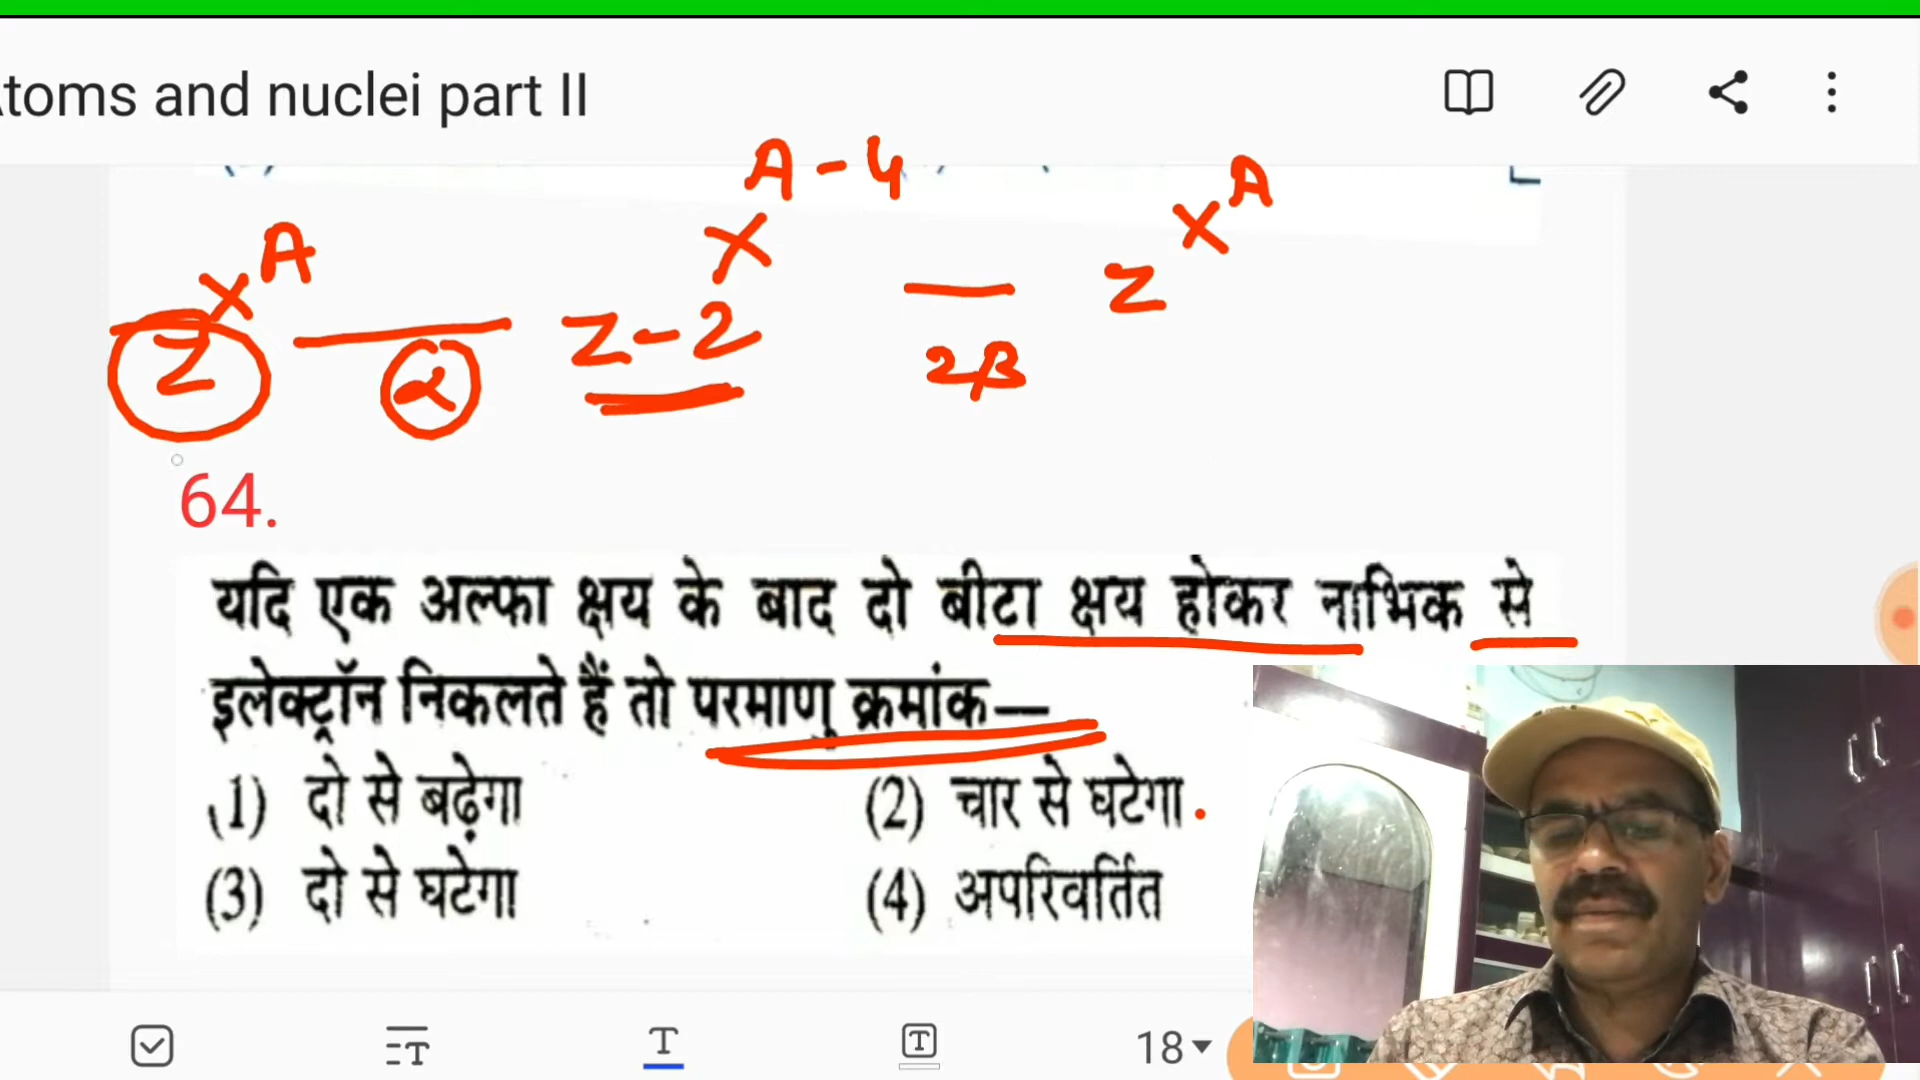 toms and nuclei part II
A-4
A
A
X
X
X
Z
Z
Z-2
α
2β
64.
यदि एक अल्फा क्षय के बाद दो बीटा क्षय होकर नाभिक से
इलेक्ट्रॉन निकलते हैं तो परमाणु क्रमांक—
(1) दो से बढ़ेगा (2) चार से घटेगा
(3) दो से घटेगा (4) अपरिवर्तित
T T T 18